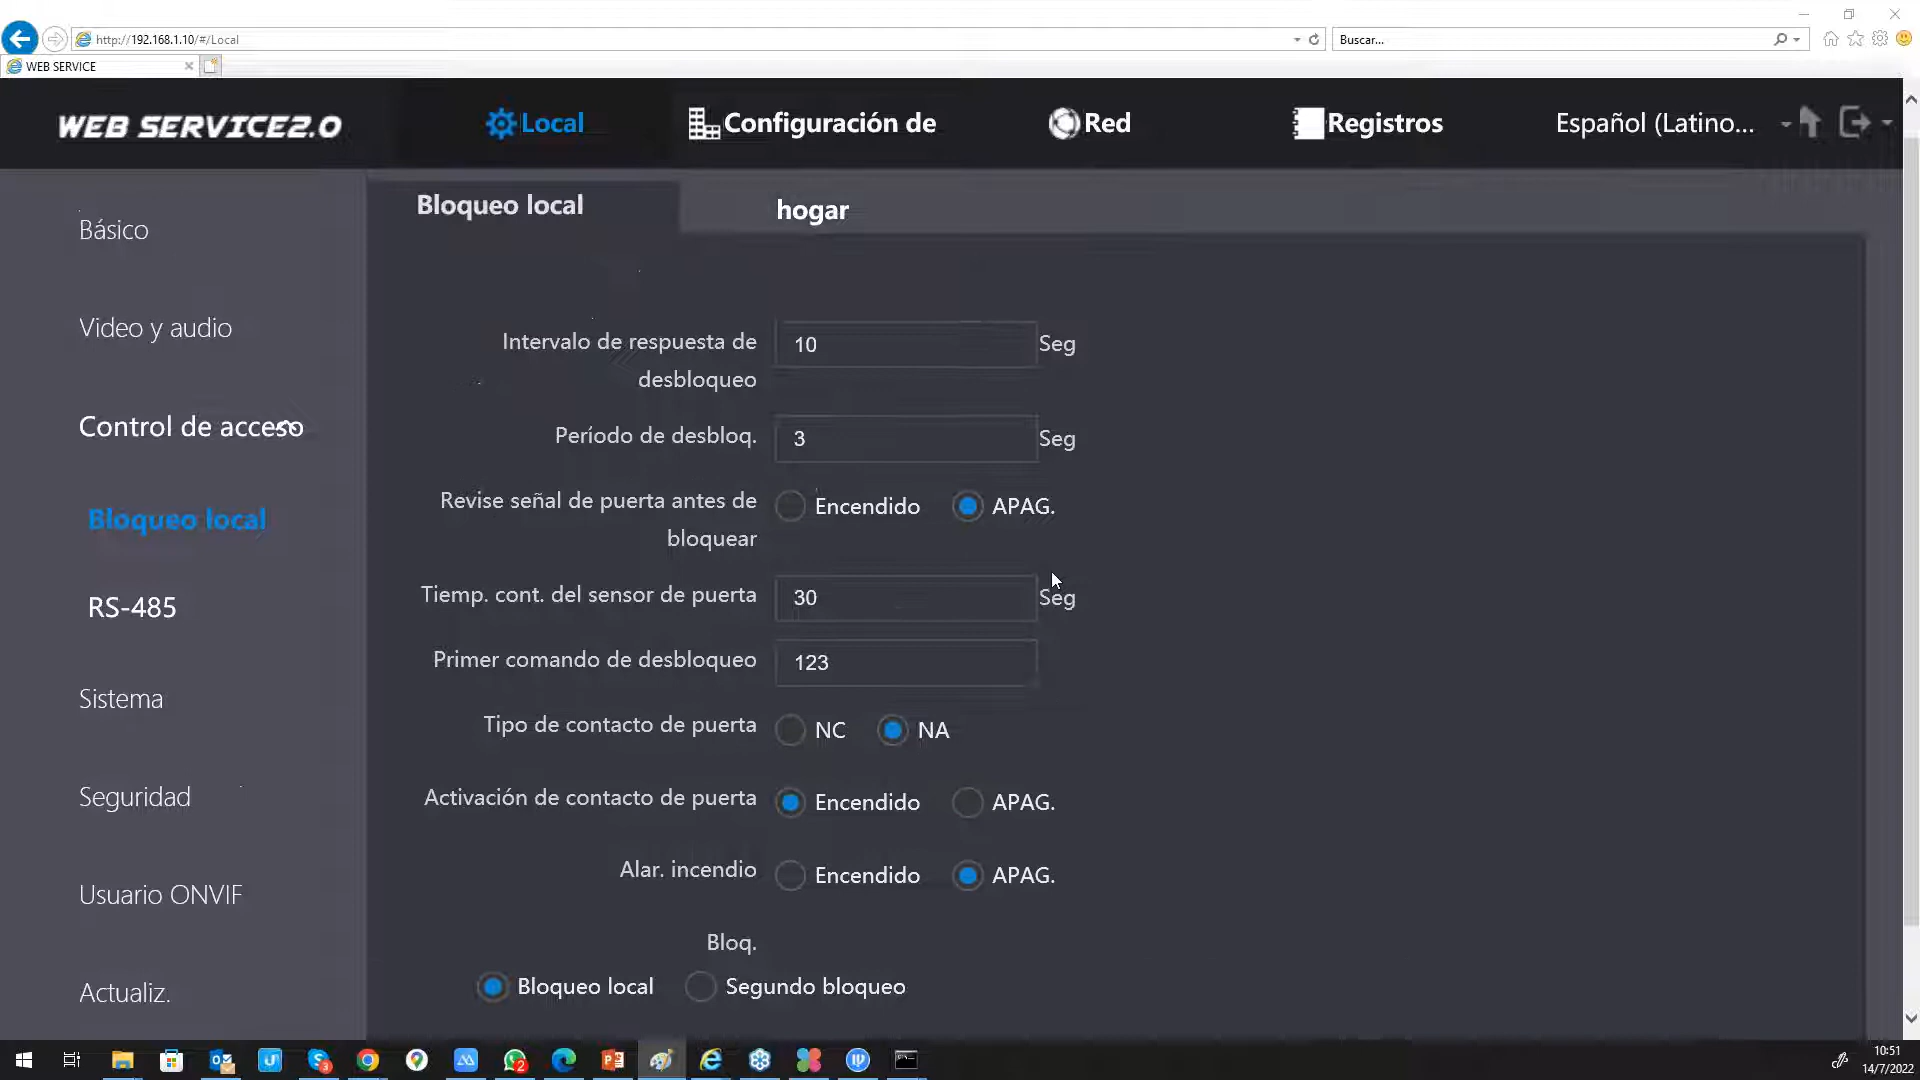 http://192.168.1.10/#/Local
Buscar...
WEB SERVICE
WEB SERVICE2.0
Local
Configuración de
Red
Registros
Español (Latino...
Básico
Video y audio
Control de acceso
Bloqueo local
RS-485
Sistema
Seguridad
Usuario ONVIF
Actualiz.
Bloqueo local
hogar
Intervalo de respuesta de
desbloqueo
10
Seg
Período de desbloq.
3
Seg
Revise señal de puerta antes de
bloquear
Encendido
APAG.
Tiemp. cont. del sensor de puerta
30
Seg
Primer comando de desbloqueo
123
Tipo de contacto de puerta
NC
NA
Activación de contacto de puerta
Encendido
APAG.
Alar. incendio
Encendido
APAG.
Bloq.
Bloqueo local
Segundo bloqueo
10:51
14/7/2022